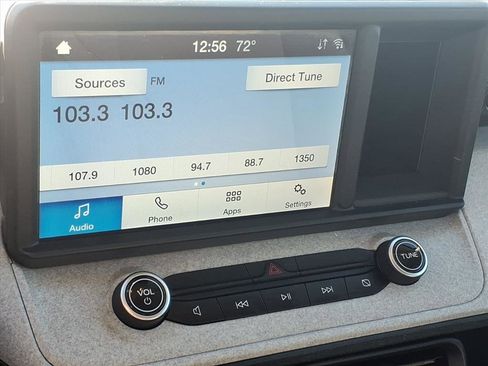 12:56 72°
Sources FM Direct Tune
103.3 103.3
107.9 1080 94.7 88.7 1350
Audio Phone Apps Settings
VOL TUNE